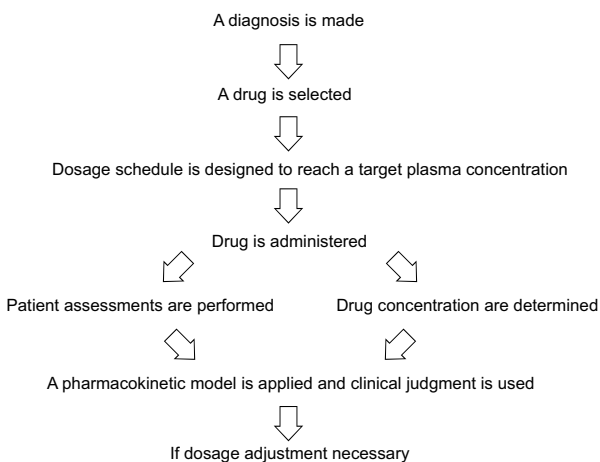 A diagnosis is made
A drug is selected
Dosage schedule is designed to reach a target plasma concentration
Drug is administered
Patient assessments are performed
Drug concentration are determined
A pharmacokinetic model is applied and clinical judgment is used
If dosage adjustment necessary